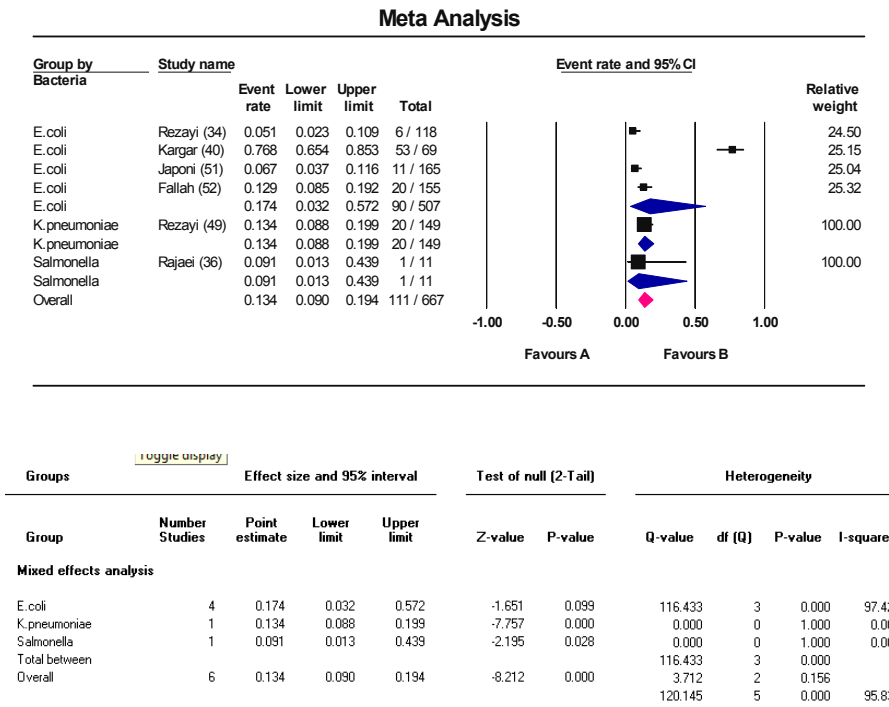 Meta Analysis
Group by Study name Event rate and 95% CI
Bacteria
Event Lower Upper Relative
rate limit limit Total weight
E.coli Rezayi (34) 0.051 0.023 0.109 6 / 118 24.50
E.coli Kargar (40) 0.768 0.654 0.853 53 / 69 25.15
E.coli Japoni (51) 0.067 0.037 0.116 11 / 165 25.04
E.coli Fallah (52) 0.129 0.085 0.192 20 / 155 25.32
E.coli 0.174 0.032 0.572 90 / 507
K.pneumoniae Rezayi (49) 0.134 0.088 0.199 20 / 149 100.00
K.pneumoniae 0.134 0.088 0.199 20 / 149
Salmonella Rajaei (36) 0.091 0.013 0.439 1 / 11 100.00
Salmonella 0.091 0.013 0.439 1 / 11
Overall 0.134 0.090 0.194 111 / 667
-1.00 -0.50 0.00 0.50 1.00
Favours A Favours B
Toggle display
Groups Effect size and 95% interval Test of null (2-Tail) Heterogeneity
Number Point Lower Upper
Group Studies estimate limit limit Z-value P-value Q-value df (Q) P-value I-square
Mixed effects analysis
E.coli 4 0.174 0.032 0.572 -1.651 0.099 116.433 3 0.000 97.42
K.pneumoniae 1 0.134 0.088 0.199 -7.757 0.000 0.000 0 1.000 0.00
Salmonella 1 0.091 0.013 0.439 -2.195 0.028 0.000 0 1.000 0.00
Total between 116.433 3 0.000
Overall 6 0.134 0.090 0.194 -8.212 0.000 3.712 2 0.156
120.145 5 0.000 95.83